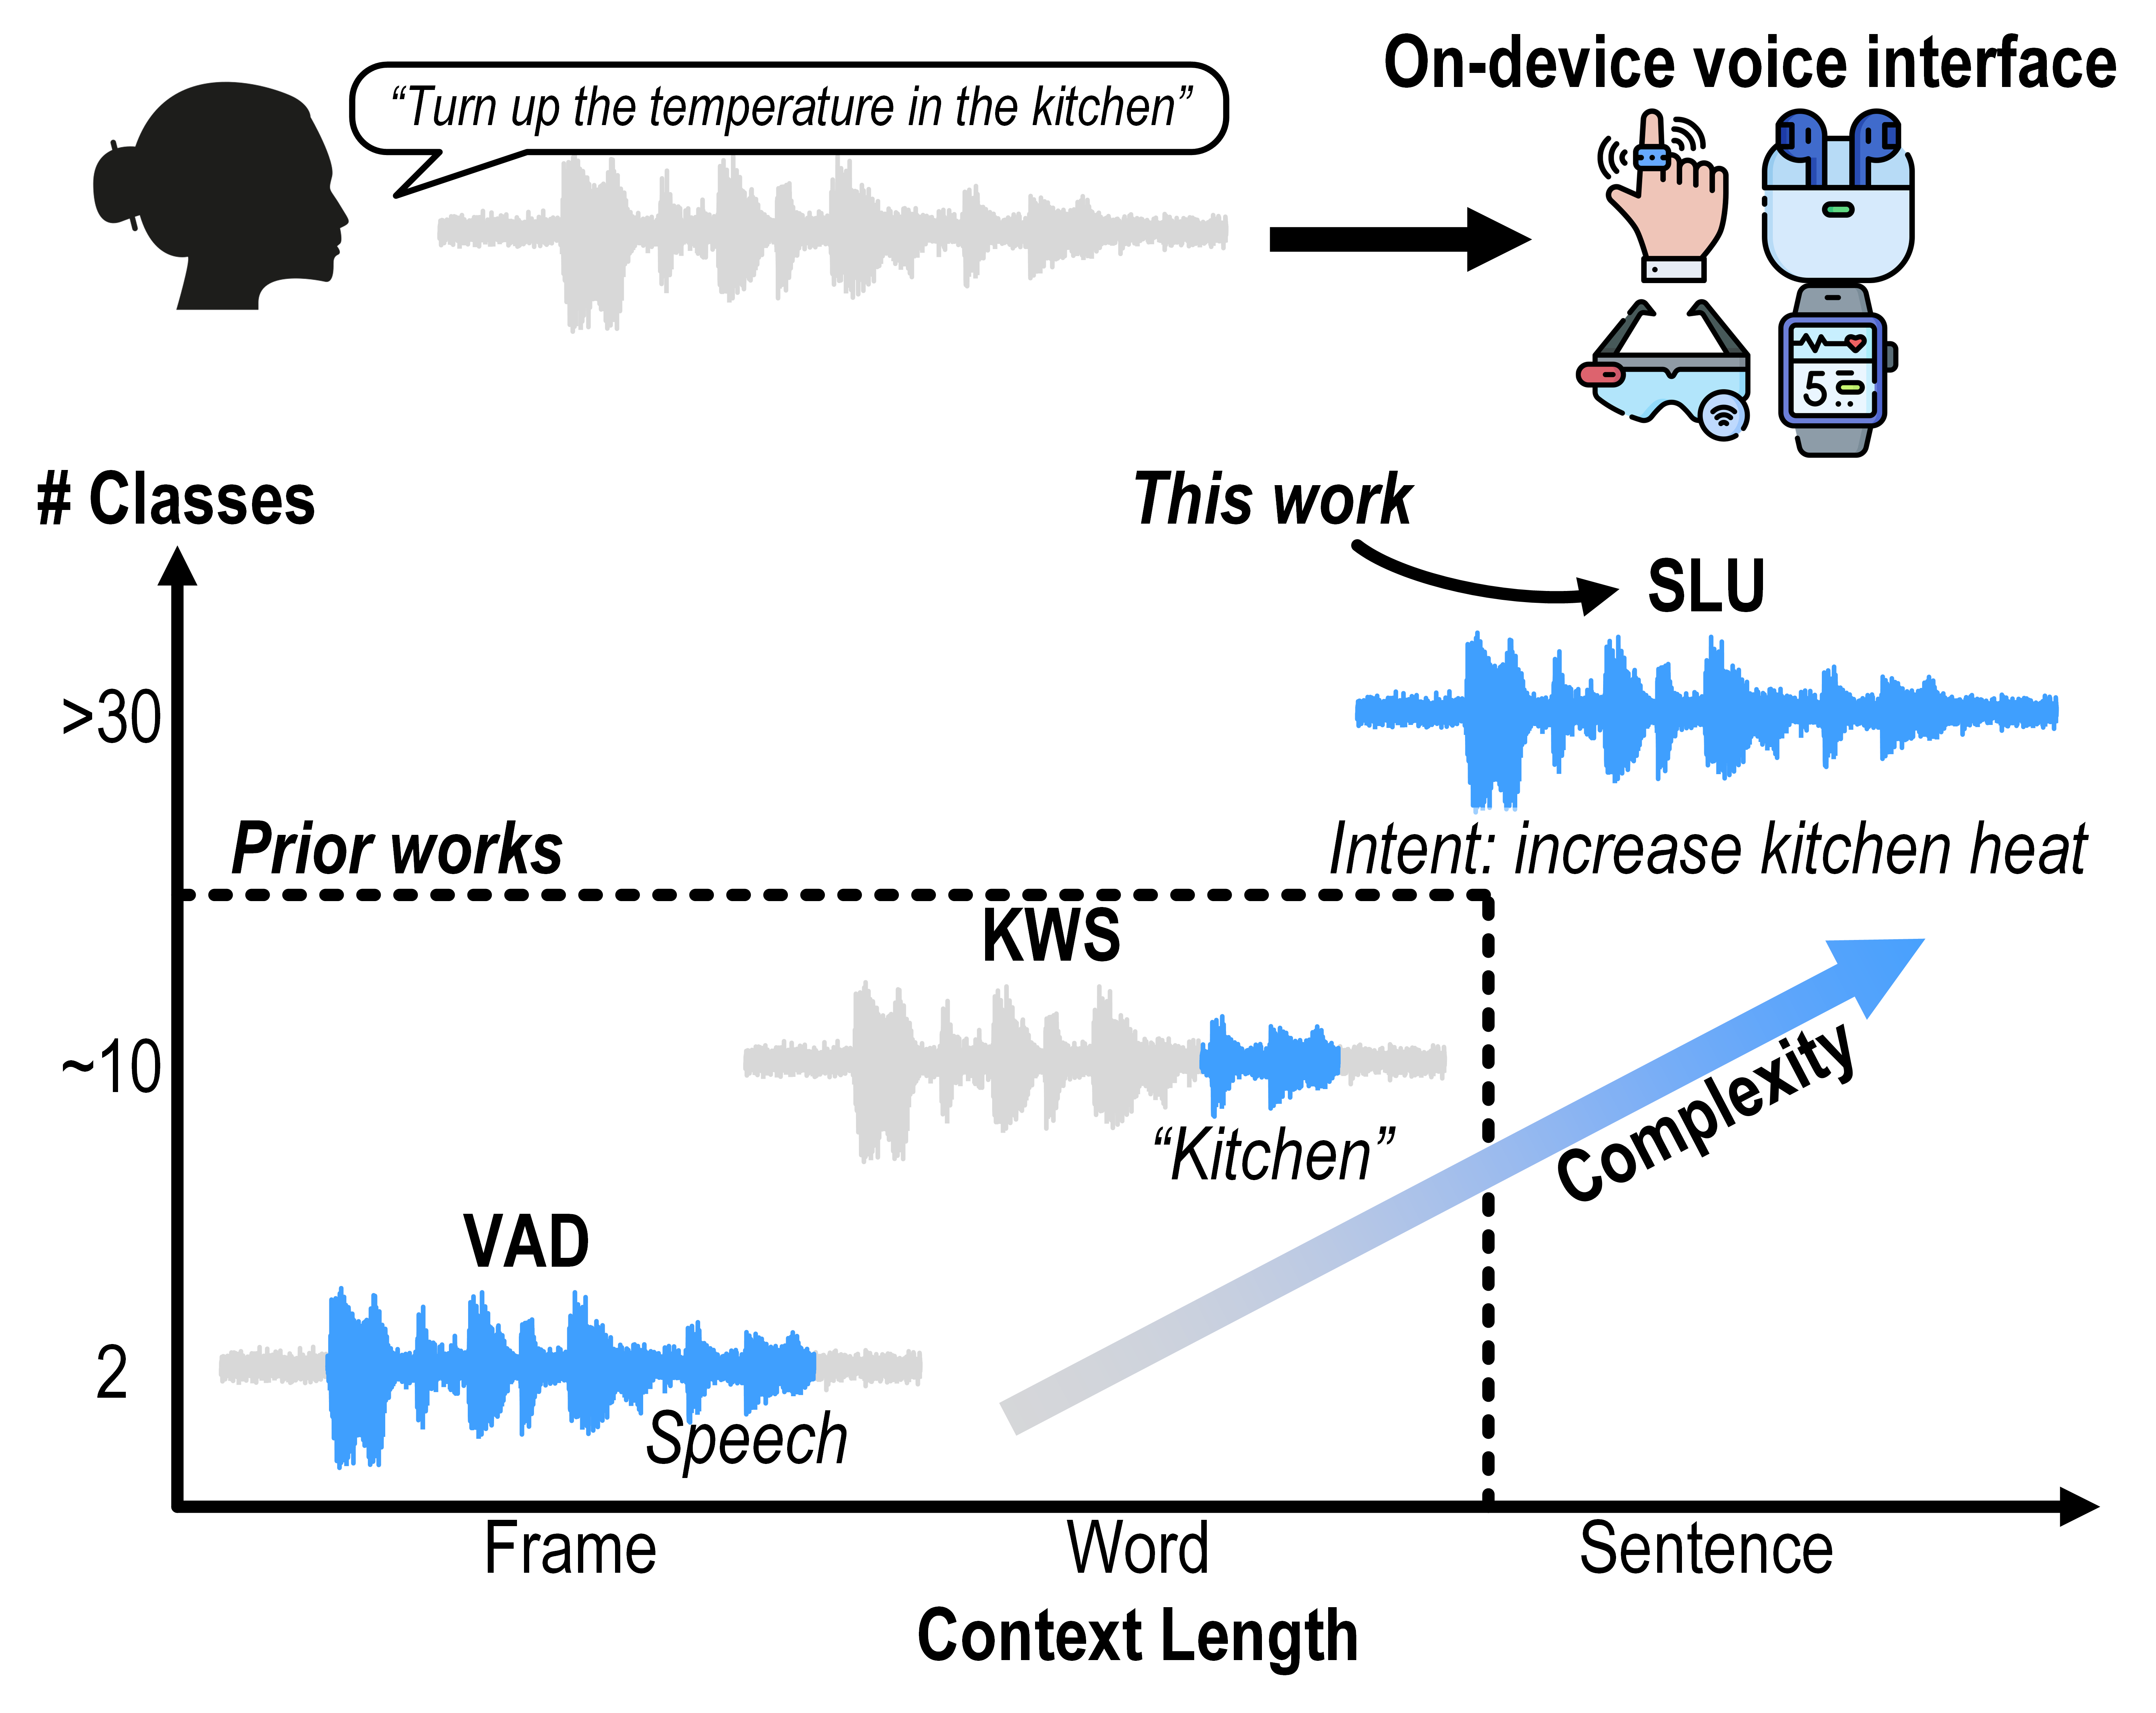 On-device voice interface
“Turn up the temperature in the kitchen”
5
# Classes
This work
SLU
>30
Prior works
Intent: increase kitchen heat
KWS
~10
“Kitchen”
Complexity
VAD
2
Speech
Frame
Word
Sentence
Context Length